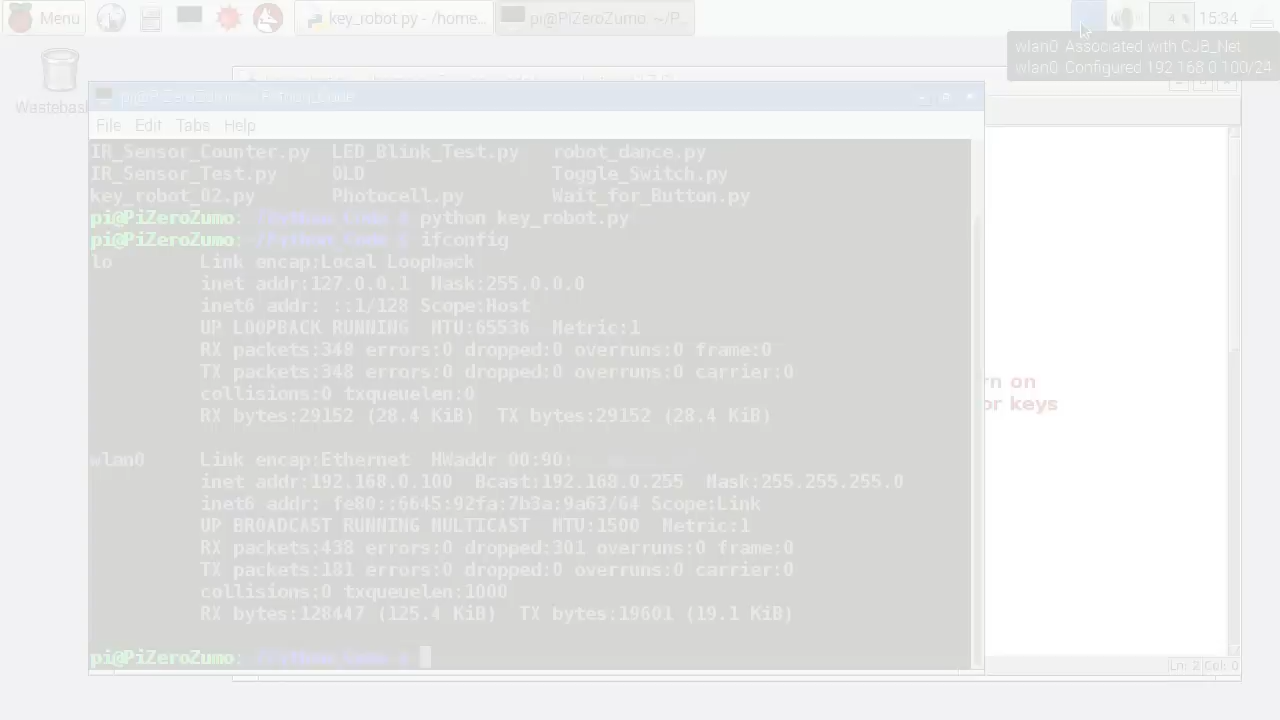 Menu
key_robot.py - /home...
pi@PiZeroZumo: ~/P...
4 %
15:34
wlan0: Associated with CJB_Net
wlan0: Configured 192.168.0.100/24
File Edit Tabs Help
IR_Sensor_Counter.py LED_Blink_Test.py robot_dance.py
IR_Sensor_Test.py OLD Toggle_Switch.py
key_robot_02.py Photocell.py Wait_for_Button.py
pi@PiZeroZumo: python key_robot.py
pi@PiZeroZumo: ifconfig
lo Link encap:Local Loopback
inet addr:127.0.0.1 Mask:255.0.0.0
inet6 addr: ::1/128 Scope:Host
UP LOOPBACK RUNNING MTU:65536 Metric:1
RX packets:348 errors:0 dropped:0 overruns:0 frame:0
TX packets:348 errors:0 dropped:0 overruns:0 carrier:0
collisions:0 txqueuelen:0
RX bytes:29152 (28.4 KiB) TX bytes:29152 (28.4 KiB)
wlan0 Link encap:Ethernet HWaddr 00:90:
inet addr:192.168.0.100 Bcast:192.168.0.255 Mask:255.255.255.0
inet6 addr: fe80::6645:92fa:7b3a:9a63/64 Scope:Link
UP BROADCAST RUNNING MULTICAST MTU:1500 Metric:1
RX packets:438 errors:0 dropped:301 overruns:0 frame:0
TX packets:181 errors:0 dropped:0 overruns:0 carrier:0
collisions:0 txqueuelen:1000
RX bytes:128447 (125.4 KiB) TX bytes:19601 (19.1 KiB)
pi@PiZeroZumo:
rn on
or keys
Ln: 2 Col: 0